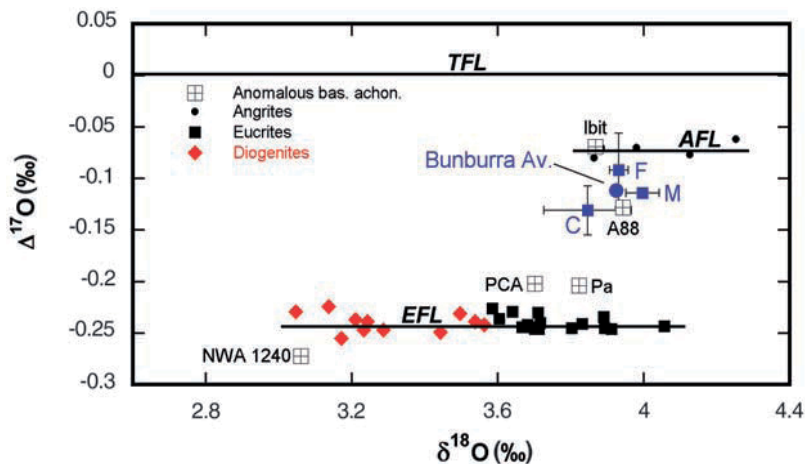 0.05
0
-0.05
-0.1
-0.15
-0.2
-0.25
-0.3
Δ17O (‰)
TFL
Anomalous bas. achon.
Angrites
Eucrites
Diogenites
Ibit
AFL
Bunburra Av.
F
M
C
A88
PCA
Pa
EFL
NWA 1240
2.8 3.2 3.6 4 4.4
δ18O (‰)